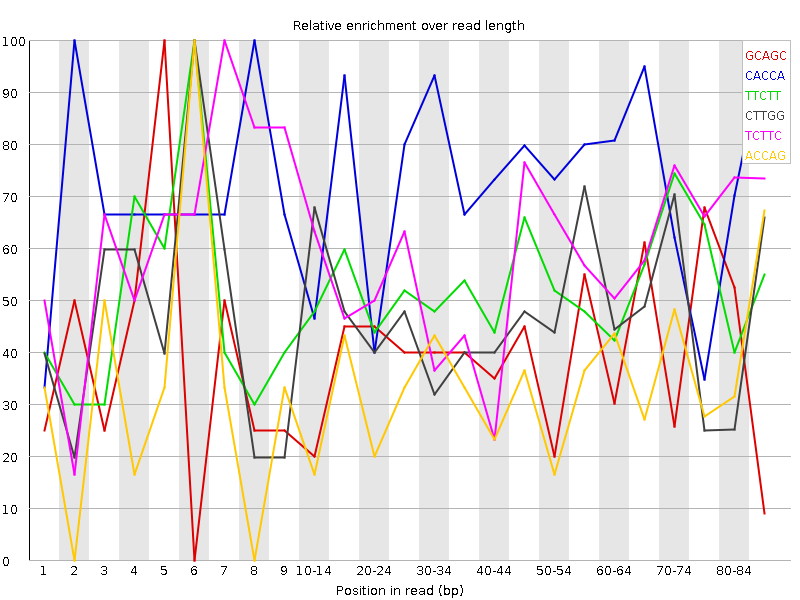 Relative enrichment over read length
100
90
80
70
60
50
40
30
20
10
0
GCAGC
CACCA
TTCTT
CTTGG
TCTTC
ACCAG
1 2 3 4 5 6 7 8 9 10-14 20-24 30-34 40-44 50-54 60-64 70-74 80-84
Position in read (bp)